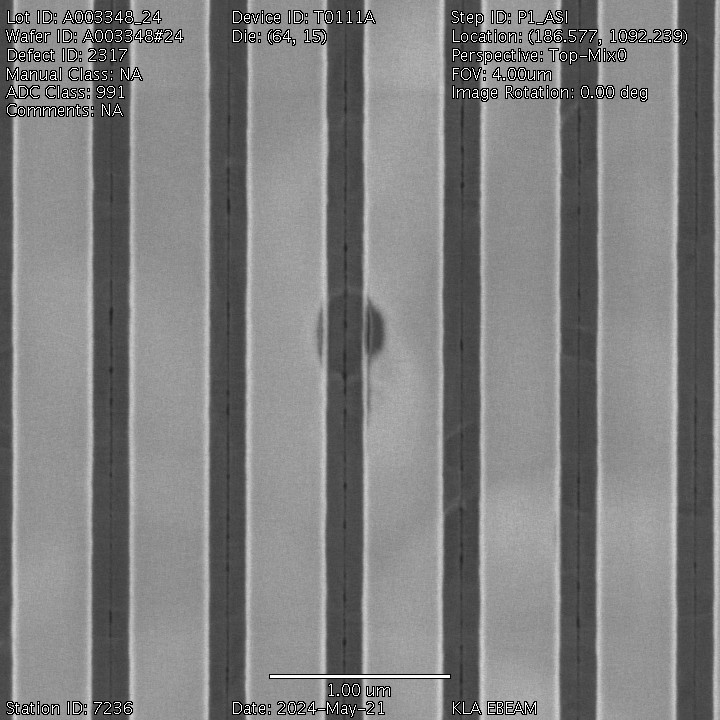 Lot ID: A003348_24
Device ID: T0111A
Step ID: P1_ASI
Wafer ID: A003348#24
Die: (64, 15)
Location: (186.577, 1092.239)
Defect ID: 2317
Perspective: Top-Mix0
Manual Class: NA
FOV: 4.00um
ADC Class: 991
Image Rotation: 0.00 deg
Comments: NA
1.00 um
Station ID: 7236
Date: 2024-May-21
KLA EBEAM